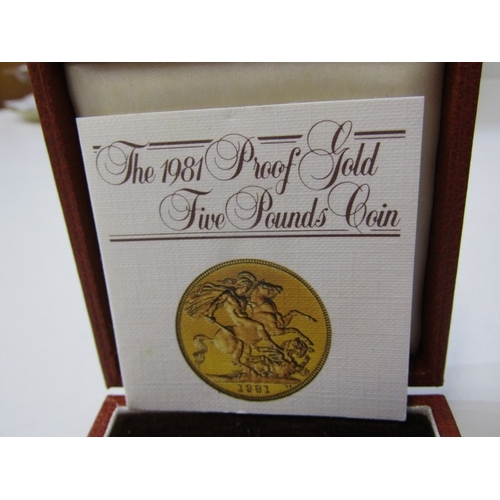 The 1981 Proof Gold
Five Pounds Coin
1981